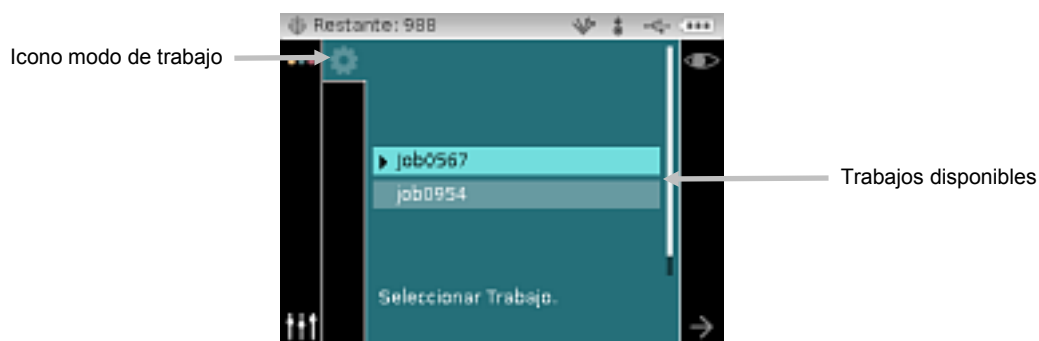 Restante: 988
Icono modo de trabajo
job0567
Trabajos disponibles
job0954
Seleccionar Trabajo.